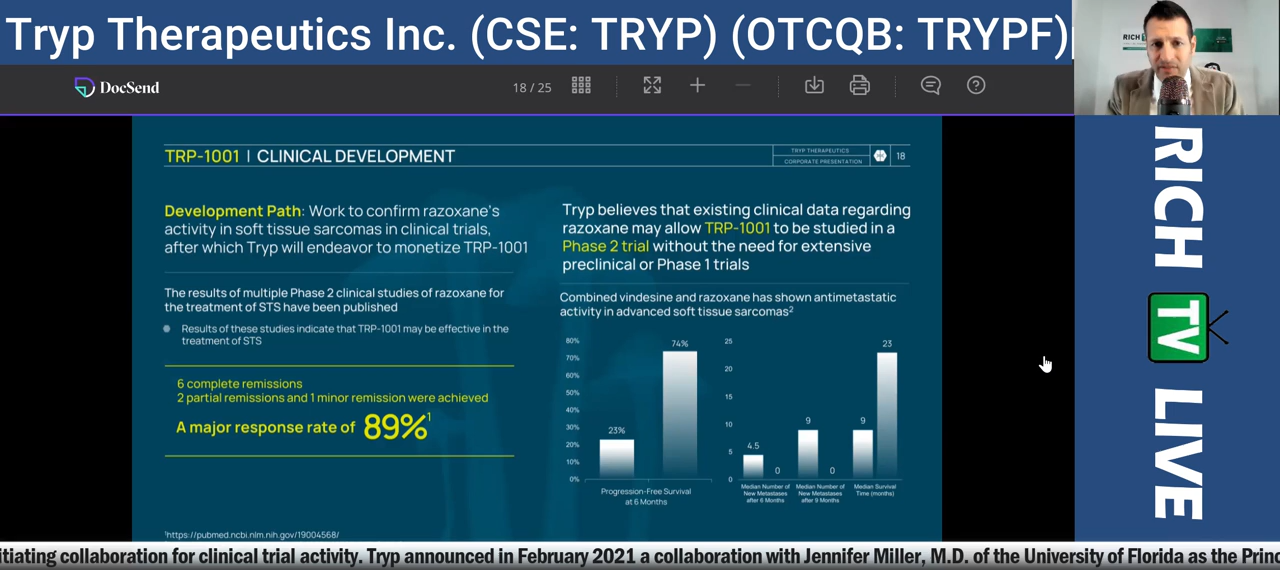 Tryp Therapeutics Inc. (CSE: TRYP) (OTCQB: TRYPF)
RICH
DocSend
18 / 25
TRP-1001 | CLINICAL DEVELOPMENT
TRYP THERAPEUTICS
CORPORATE PRESENTATION
18
Development Path: Work to confirm razoxane's
activity in soft tissue sarcomas in clinical trials,
after which Tryp will endeavor to monetize TRP-1001
The results of multiple Phase 2 clinical studies of razoxane for
the treatment of STS have been published
Results of these studies indicate that TRP-1001 may be effective in the
treatment of STS
6 complete remissions
2 partial remissions and 1 minor remission were achieved
A major response rate of 89%1
1https://pubmed.ncbi.nlm.nih.gov/19004568/
Tryp believes that existing clinical data regarding
razoxane may allow TRP-1001 to be studied in a
Phase 2 trial without the need for extensive
preclinical or Phase 1 trials
Combined vindesine and razoxane has shown antimetastatic
activity in advanced soft tissue sarcomas2
80%
70%
60%
50%
40%
30%
20%
10%
0%
23%
74%
Progression-Free Survival
at 6 Months
25
20
15
10
5
0
4.5
0
9
0
9
23
Median Number of
New Metastases
after 6 Months
Median Number of
New Metastases
after 9 Months
Median Survival
Time (months)
RICH
TV
LIVE
itiating collaboration for clinical trial activity. Tryp announced in February 2021 a collaboration with Jennifer Miller, M.D. of the University of Florida as the Princ